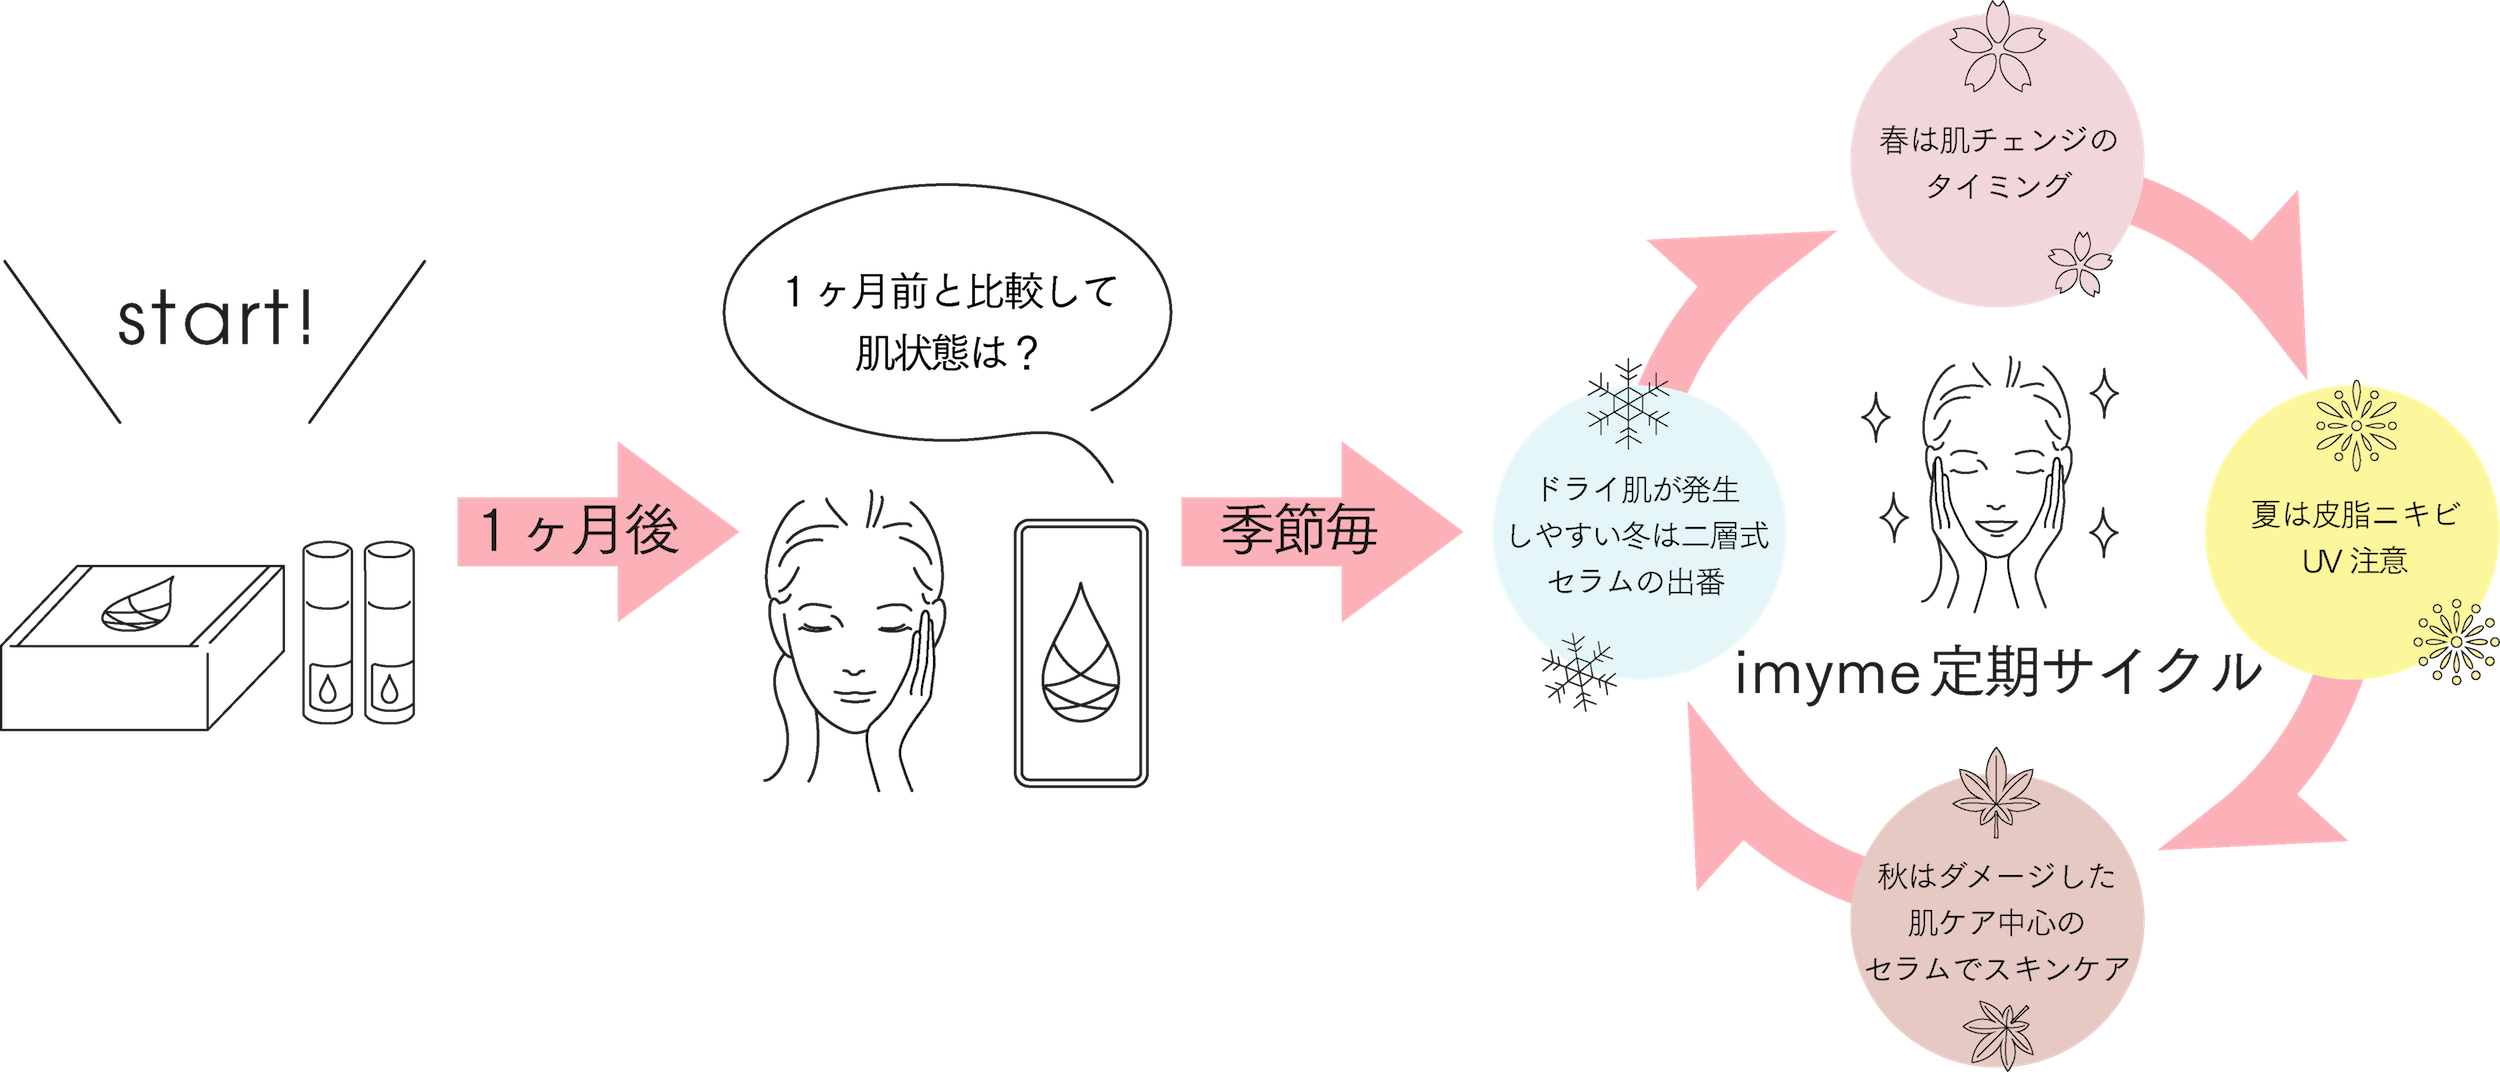 start!
1ヶ月後
1ヶ月前と比較して
肌状態は?
季節毎
春は肌チェンジの
タイミング
夏は皮脂ニキビ
UV 注意
秋はダメージした
肌ケア中心の
セラムでスキンケア
ドライ肌が発生
しやすい冬は二層式
セラムの出番
imyme 定期サイクル